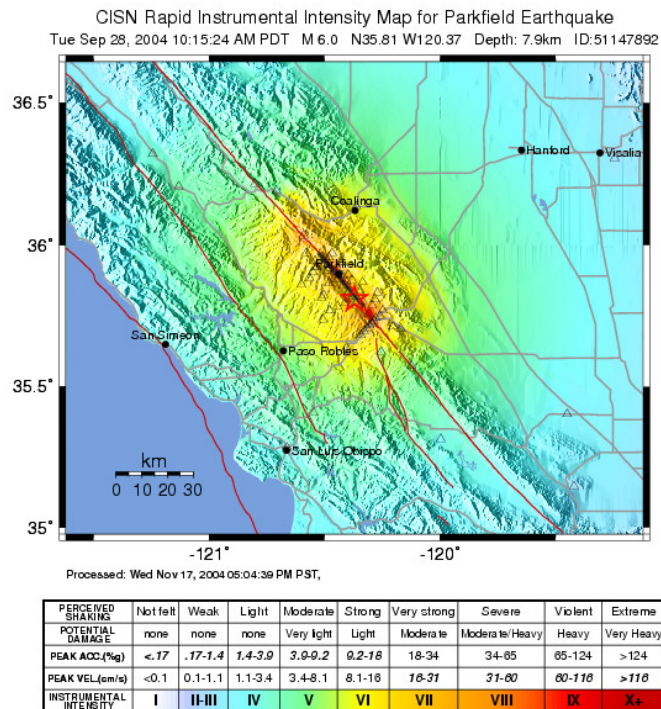 CISN Rapid Instrumental Intensity Map for Parkfield Earthquake
Tue Sep 28, 2004 10:15:24 AM PDT M 6.0 N35.81 W120.37 Depth: 7.9km ID:51147892
36.5°
Hanford
Visalia
Coalinga
36°
Parkfield
San Simeon
Paso Robles
35.5°
San Luis Obispo
km
0 10 20 30
35°
-121°
-120°
Processed: Wed Nov 17, 2004 05:04:39 PM PST,
PERCEIVED SHAKING Not felt Weak Light Moderate Strong Very strong Severe Violent Extreme
POTENTIAL DAMAGE none none none Very light Light Moderate Moderate/Heavy Heavy Very Heavy
PEAK ACC.(%g) <.17 .17-1.4 1.4-3.9 3.9-9.2 9.2-18 18-34 34-65 65-124 >124
PEAK VEL.(cm/s) <0.1 0.1-1.1 1.1-3.4 3.4-8.1 8.1-16 16-31 31-60 60-116 >116
INSTRUMENTAL INTENSITY I II-III IV V VI VII VIII IX X+